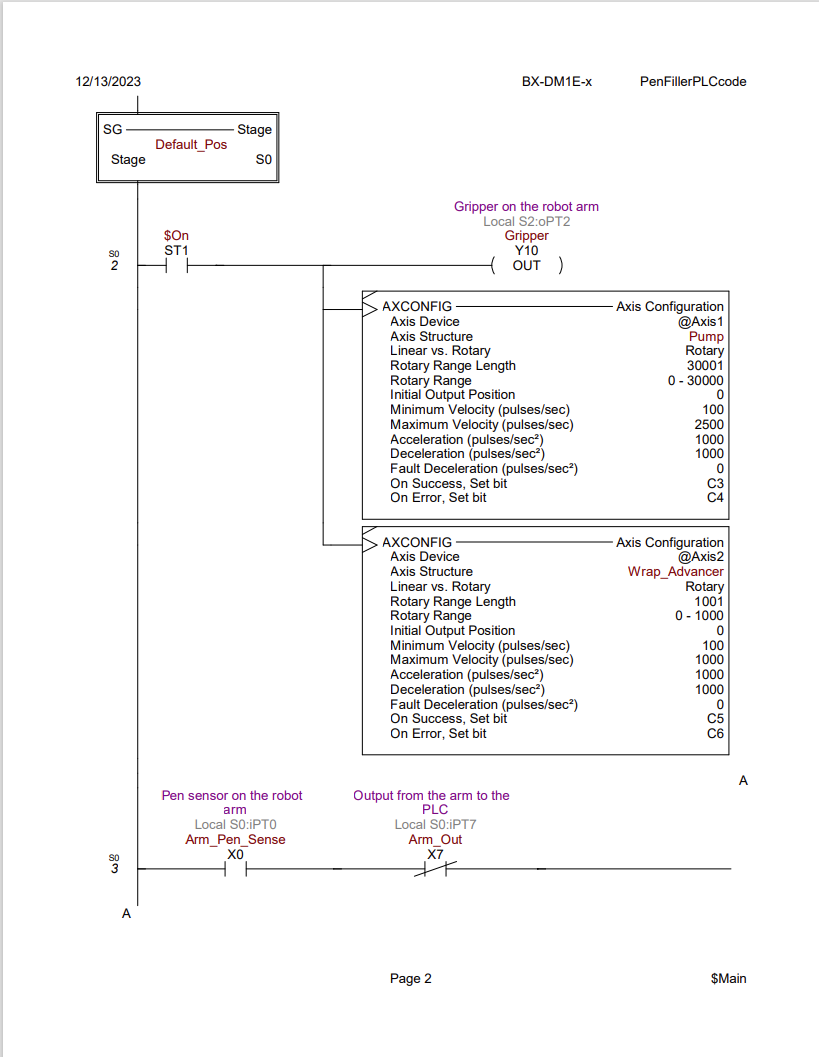 12/13/2023 BX-DM1E-x PenFillerPLCcode
SG Stage
Default_Pos
Stage S0
Gripper on the robot arm
Local S2:oPT2
$On Gripper
ST1 Y10
S0
2 OUT
AXCONFIG Axis Configuration
Axis Device @Axis1
Axis Structure Pump
Linear vs. Rotary Rotary
Rotary Range Length 30001
Rotary Range 0 - 30000
Initial Output Position 0
Minimum Velocity (pulses/sec) 100
Maximum Velocity (pulses/sec) 2500
Acceleration (pulses/sec²) 1000
Deceleration (pulses/sec²) 1000
Fault Deceleration (pulses/sec²) 0
On Success, Set bit C3
On Error, Set bit C4
AXCONFIG Axis Configuration
Axis Device @Axis2
Axis Structure Wrap_Advancer
Linear vs. Rotary Rotary
Rotary Range Length 1001
Rotary Range 0 - 1000
Initial Output Position 0
Minimum Velocity (pulses/sec) 100
Maximum Velocity (pulses/sec) 1000
Acceleration (pulses/sec²) 1000
Deceleration (pulses/sec²) 1000
Fault Deceleration (pulses/sec²) 0
On Success, Set bit C5
On Error, Set bit C6
A
Pen sensor on the robot Output from the arm to the
arm PLC
Local S0:iPT0 Local S0:iPT7
Arm_Pen_Sense Arm_Out
X0 X7
S0
3
A
Page 2 $Main